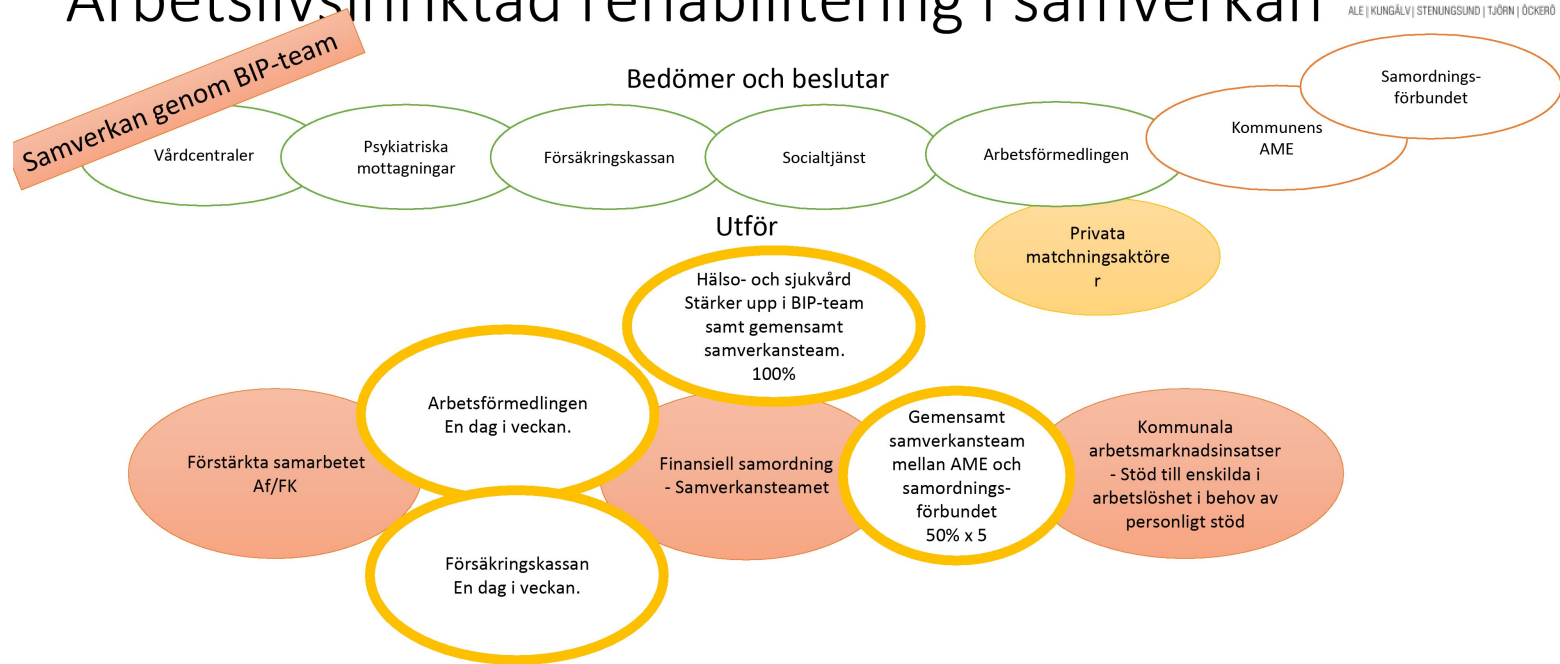 Arbetslivsinriktad rehabilitering i samverkan
ALE | KUNGÄLV | STENUNGSUND | TJÖRN | ÖCKERÖ
Samverkan genom BIP-team
Bedömer och beslutar
Vårdcentraler
Psykiatriska
mottagningar
Försäkringskassan
Socialtjänst
Arbetsförmedlingen
Kommunens
AME
Samordnings-
förbundet
Privata
matchningsaktöre
r
Utför
Hälso- och sjukvård
Stärker upp i BIP-team
samt gemensamt
samverkansteam.
100%
Arbetsförmedlingen
En dag i veckan.
Förstärkta samarbetet
Af/FK
Finansiell samordning
- Samverkansteamet
Gemensamt
samverkansteam
mellan AME och
samordnings-
förbundet
50% x 5
Kommunala
arbetsmarknadsinsatser
- Stöd till enskilda i
arbetslöshet i behov av
personligt stöd
Försäkringskassan
En dag i veckan.